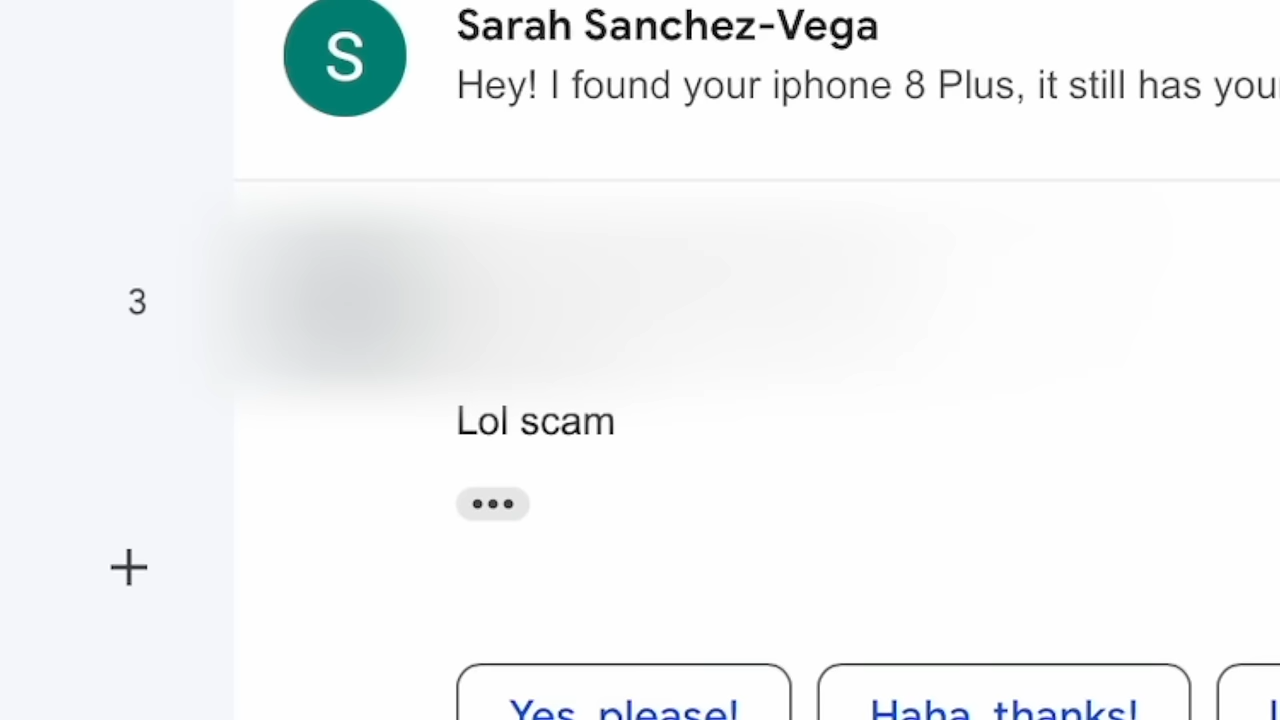 S
Sarah Sanchez-Vega
Hey! I found your iphone 8 Plus, it still has
3
Lol scam
Yes, please!
Haha, thanks!